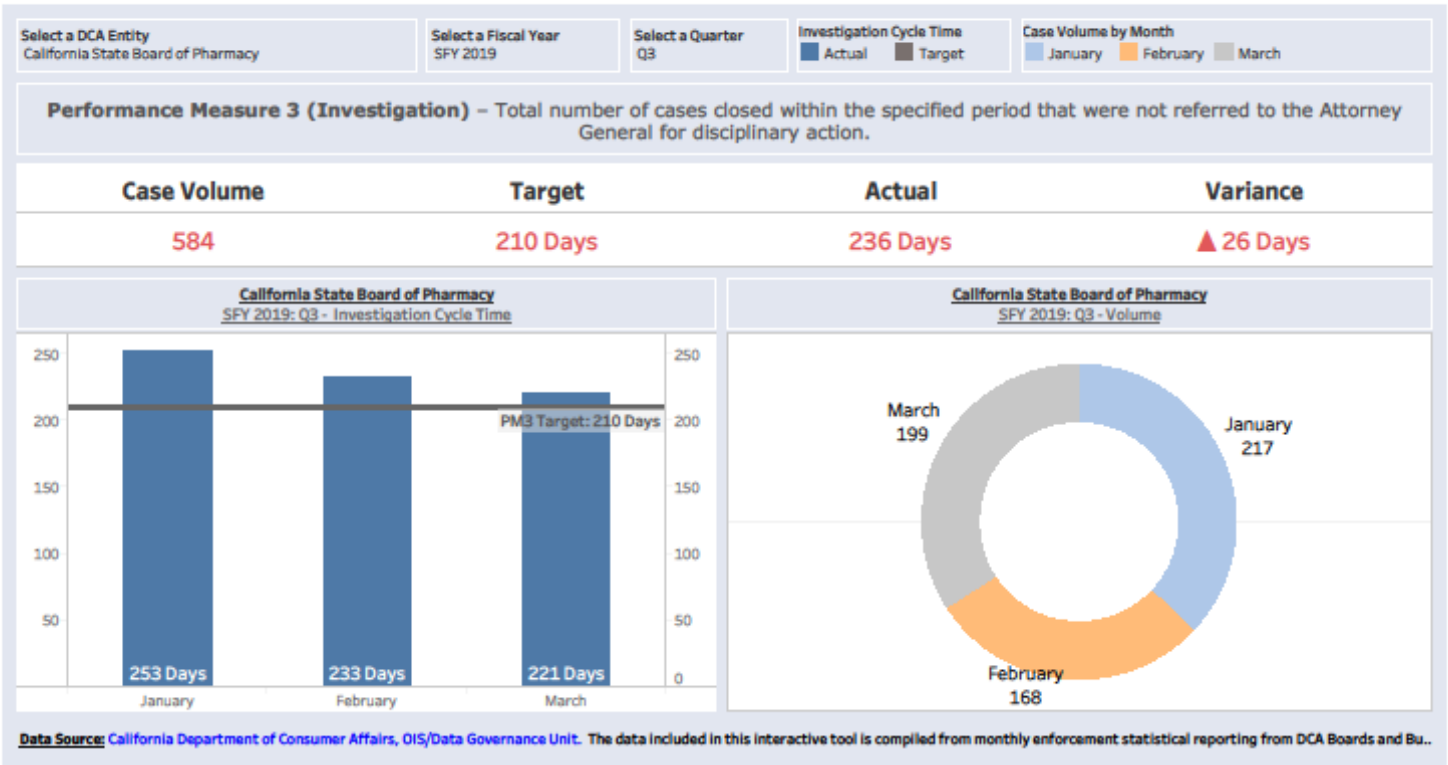 Select a DCA Entity
California State Board of Pharmacy
Select a Fiscal Year
SFY 2019
Select a Quarter
Q3
Investigation Cycle Time
Actual Target
Case Volume by Month
January February March
Performance Measure 3 (Investigation) – Total number of cases closed within the specified period that were not referred to the Attorney
General for disciplinary action.
Case Volume Target Actual Variance
584 210 Days 236 Days ▲ 26 Days
California State Board of Pharmacy
SFY 2019: Q3 - Investigation Cycle Time
250
200
150
100
50
250
200
150
100
50
0
PM3 Target: 210 Days
253 Days 233 Days 221 Days
January February March
California State Board of Pharmacy
SFY 2019: Q3 - Volume
March
199
January
217
February
168
Data Source: California Department of Consumer Affairs, OIS/Data Governance Unit. The data included in this interactive tool is compiled from monthly enforcement statistical reporting from DCA Boards and Bu..